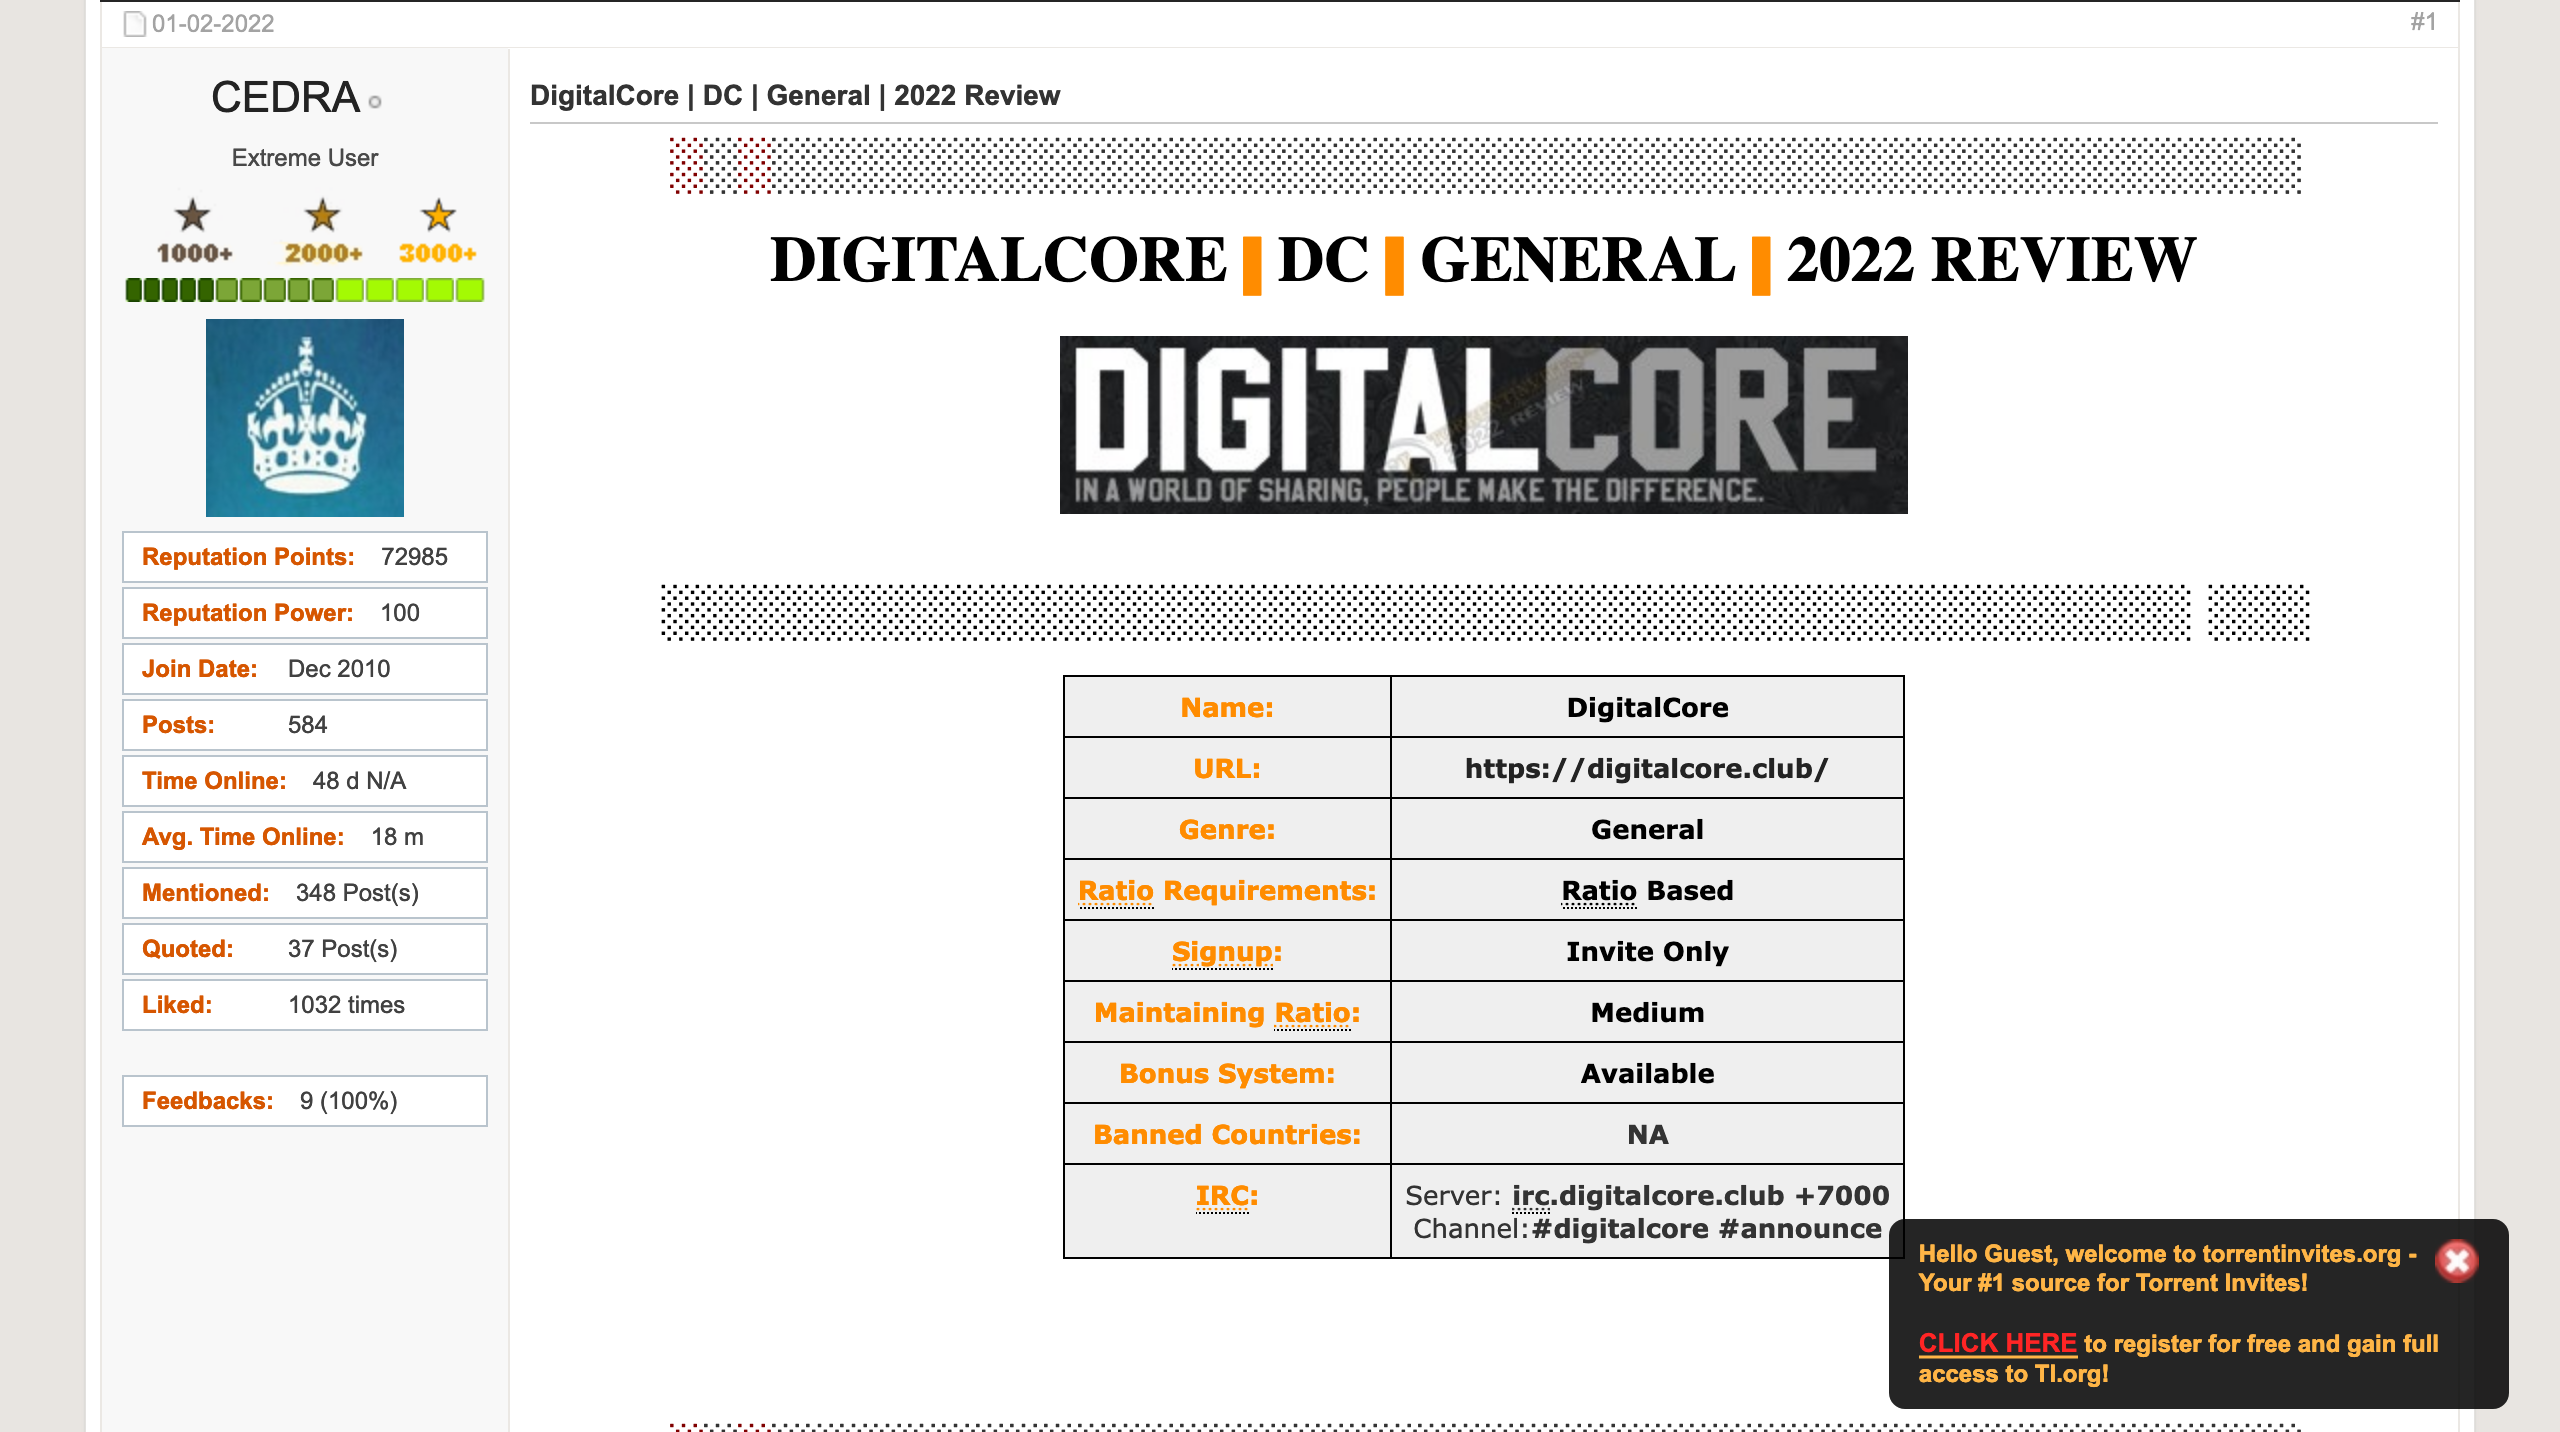 01-02-2022
#1
CEDRA
Extreme User
1000+ 2000+ 3000+
Reputation Points: 72985
Reputation Power: 100
Join Date: Dec 2010
Posts: 584
Time Online: 48 d N/A
Avg. Time Online: 18 m
Mentioned: 348 Post(s)
Quoted: 37 Post(s)
Liked: 1032 times
Feedbacks: 9 (100%)
DigitalCore | DC | General | 2022 Review
DIGITALCORE | DC | GENERAL | 2022 REVIEW
DIGITALCORE
IN A WORLD OF SHARING, PEOPLE MAKE THE DIFFERENCE.
TORRENTINVITES
2022 REVIEW
Name: DigitalCore
URL: https://digitalcore.club/
Genre: General
Ratio Requirements: Ratio Based
Signup: Invite Only
Maintaining Ratio: Medium
Bonus System: Available
Banned Countries: NA
IRC: Server: irc.digitalcore.club +7000
Channel:#digitalcore #announce
Hello Guest, welcome to torrentinvites.org -
Your #1 source for Torrent Invites!
CLICK HERE to register for free and gain full
access to TI.org!